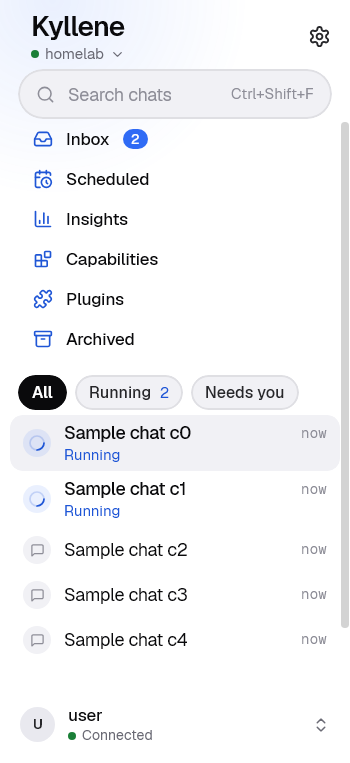 Kyllene
homelab
Search chats Ctrl+Shift+F
Inbox 2
Scheduled
Insights
Capabilities
Plugins
Archived
All Running 2 Needs you
Sample chat c0 now
Running
Sample chat c1 now
Running
Sample chat c2 now
Sample chat c3 now
Sample chat c4 now
U user
Connected